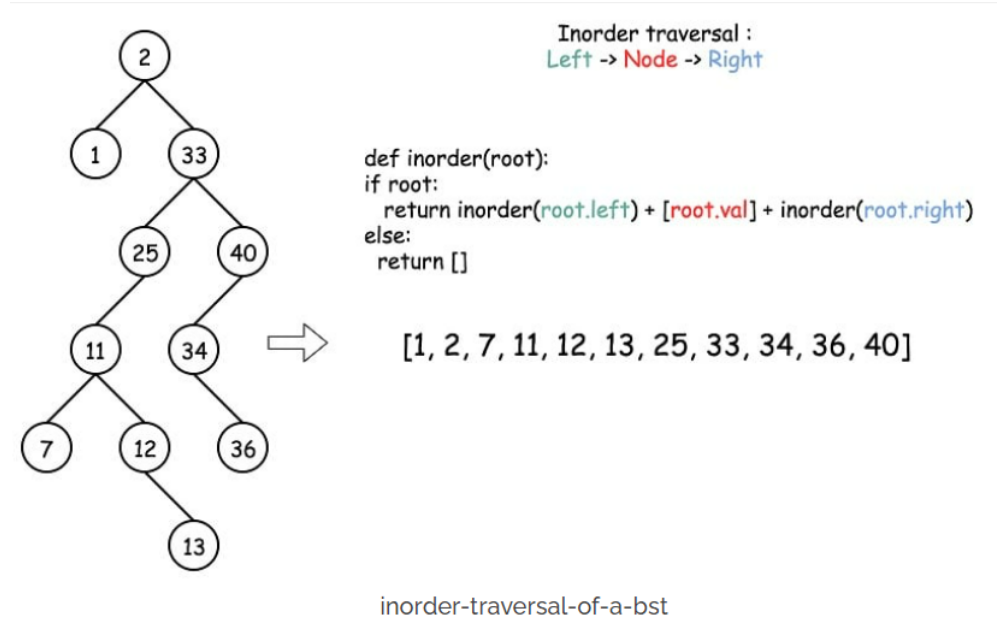 Inorder traversal :
Left -> Node -> Right
2
1
33
def inorder(root):
if root:
return inorder(root.left) + [root.val] + inorder(root.right)
else:
return []
25
40
11
34
[1, 2, 7, 11, 12, 13, 25, 33, 34, 36, 40]
7
12
36
13
inorder-traversal-of-a-bst